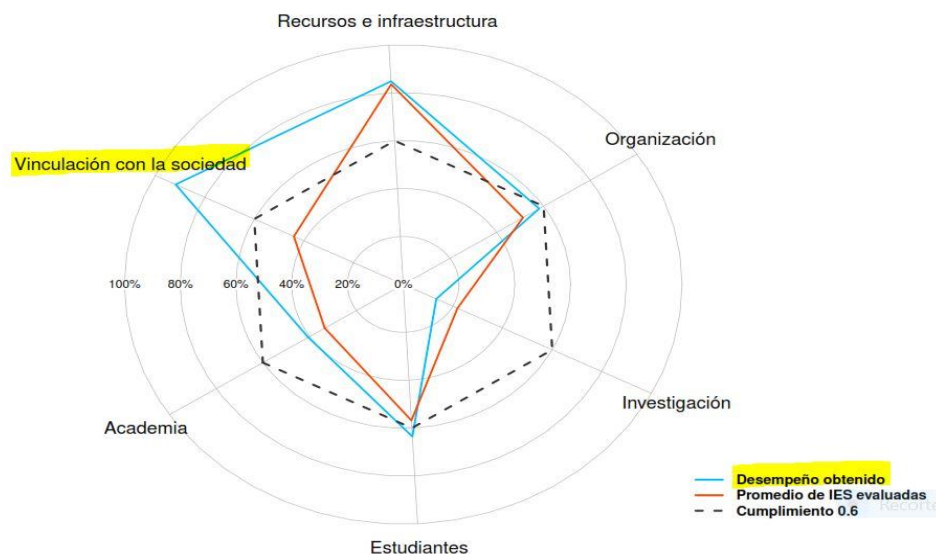 Recursos e infraestructura
Organización
Vinculación con la sociedad
100% 80% 60% 40% 20% 0%
Investigación
Academia
Estudiantes
Desempeño obtenido
Promedio de IES evaluadas
Cumplimiento 0.6
Recorte